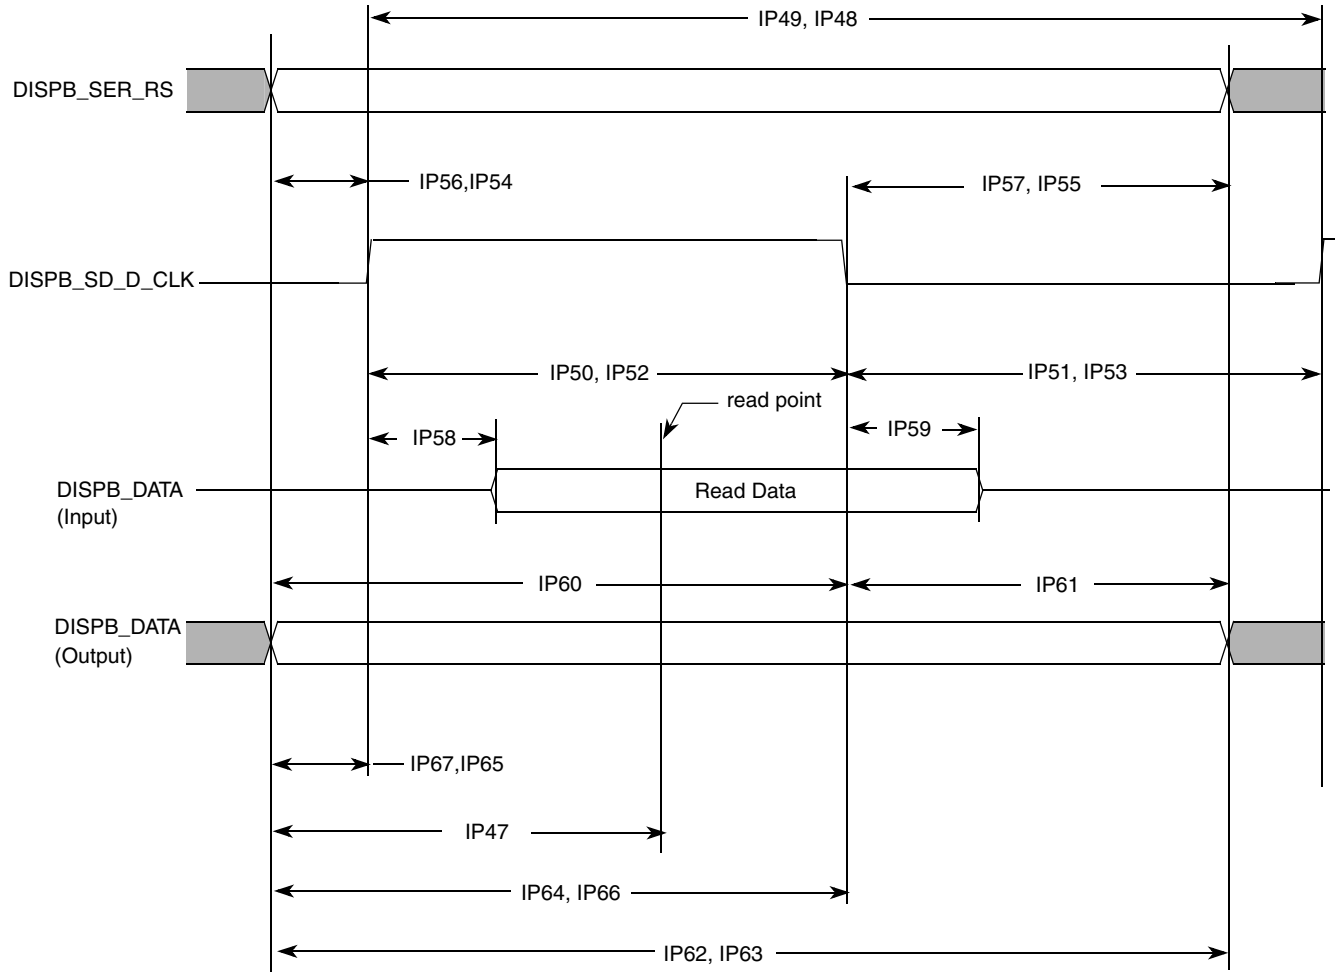 IP49, IP48
DISPB_SER_RS
IP56,IP54
IP57, IP55
DISPB_SD_D_CLK
IP50, IP52
IP51, IP53
read point
IP58
IP59
DISPB_DATA
(Input)
Read Data
IP60
IP61
DISPB_DATA
(Output)
IP67,IP65
IP47
IP64, IP66
IP62, IP63